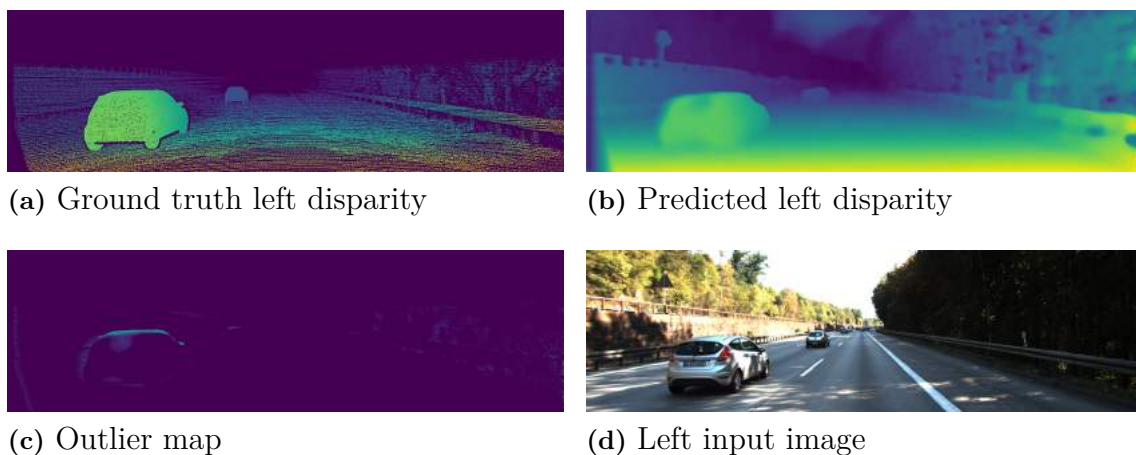 (a) Ground truth left disparity
(b) Predicted left disparity
(c) Outlier map
(d) Left input image